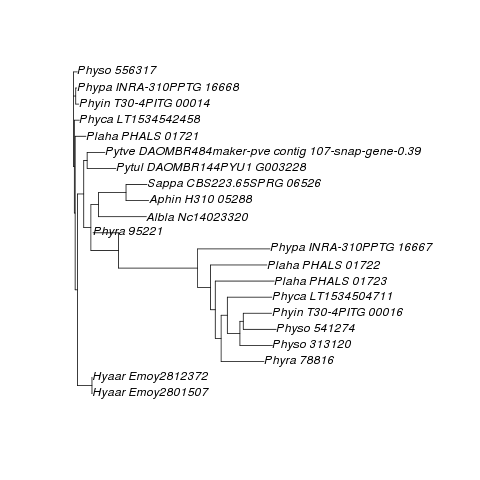 Physo 556317
Phypa INRA-310PPTG 16668
Phyin T30-4PITG 00014
Phyca LT1534542458
Plaha PHALS 01721
Pytve DAOMBR484maker-pve contig 107-snap-gene-0.39
Pytul DAOMBR144PYU1 G003228
Sappa CBS223.65SPRG 06526
Aphin H310 05288
Albla Nc14023320
Phyra 95221
Phypa INRA-310PPTG 16667
Plaha PHALS 01722
Plaha PHALS 01723
Phyca LT1534504711
Phyin T30-4PITG 00016
Physo 541274
Physo 313120
Phyra 78816
Hyaar Emoy2812372
Hyaar Emoy2801507